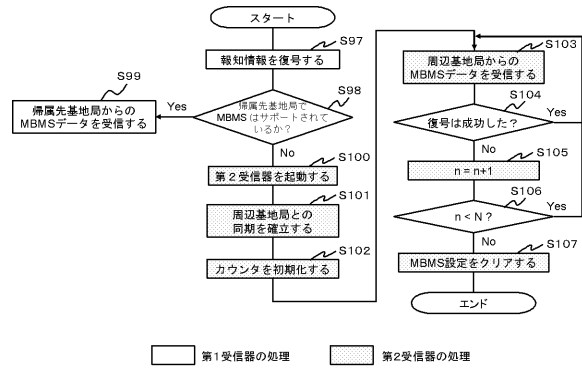 スタート
S97
報知情報を復号する
S98
帰属先基地局で
MBMS はサポートされて
いるか？
Yes
S99
帰属先基地局からの
MBMSデータを受信する
No
S100
第2受信器を起動する
S101
周辺基地局との
同期を確立する
S102
カウンタを初期化する
S103
周辺基地局からの
MBMSデータを受信する
S104
復号は成功した？
Yes
No
S105
n = n+1
S106
n < N ?
Yes
No
S107
MBMS設定をクリアする
エンド
第1受信器の処理
第2受信器の処理